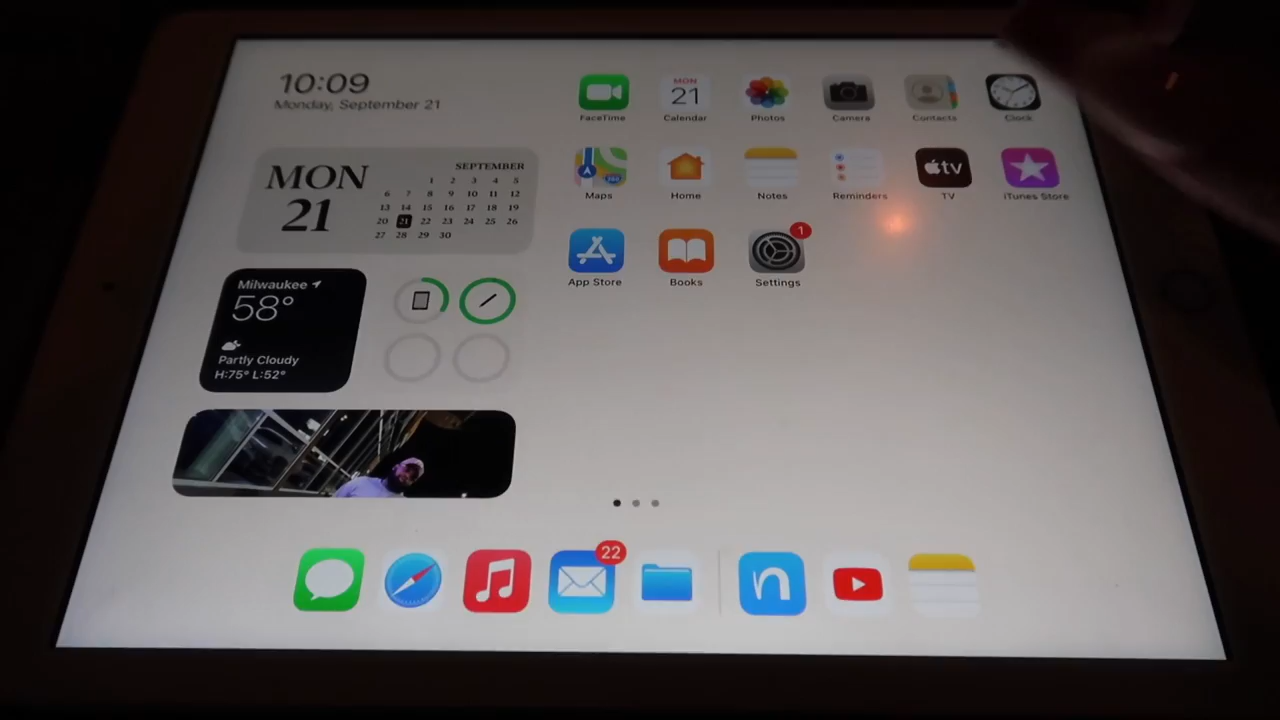 10:09
Monday, September 21
MON
21
SEPTEMBER
1 2 3 4 5
6 7 8 9 10 11 12
13 14 15 16 17 18 19
20 21 22 23 24 25 26
27 28 29 30
Milwaukee
58°
Partly Cloudy
H:75° L:52°
MON
21
FaceTime Calendar Photos Camera Contacts Clock
tv
Maps Home Notes Reminders TV iTunes Store
1
App Store Books Settings
22
n